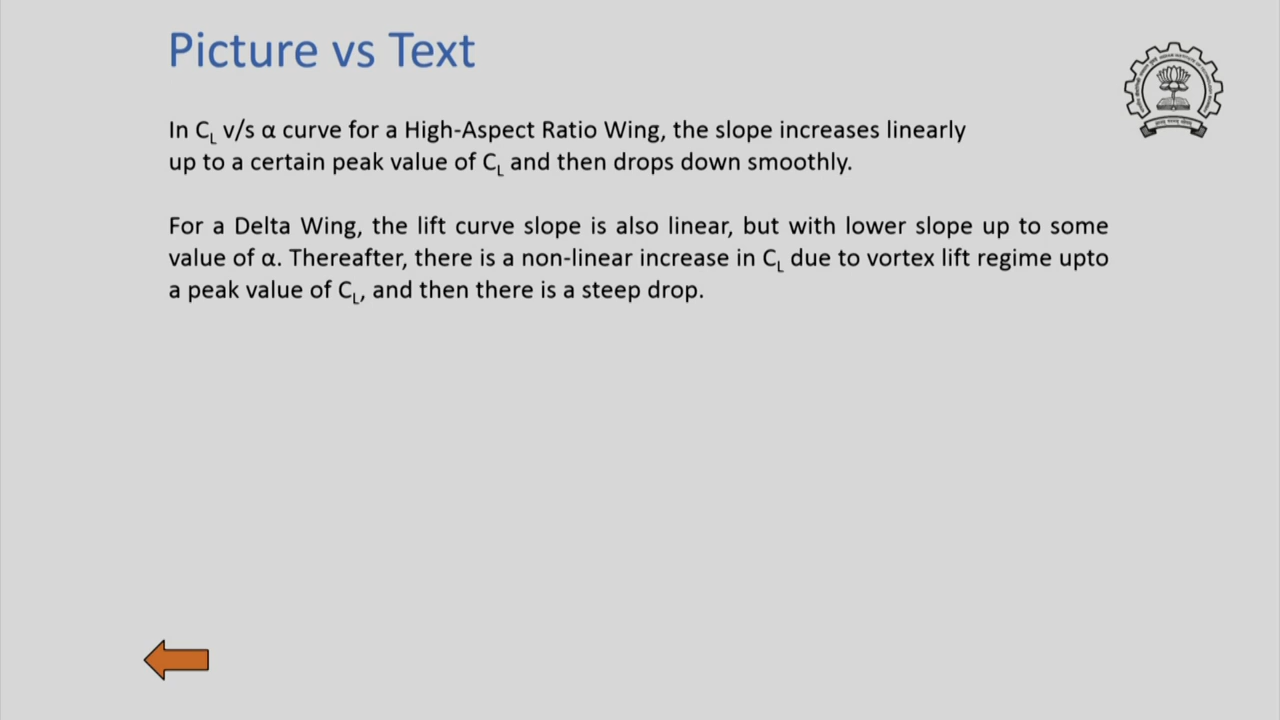 Picture vs Text
In CL v/s α curve for a High-Aspect Ratio Wing, the slope increases linearly
up to a certain peak value of CL and then drops down smoothly.
For a Delta Wing, the lift curve slope is also linear, but with lower slope up to some
value of α. Thereafter, there is a non-linear increase in CL due to vortex lift regime upto
a peak value of CL, and then there is a steep drop.